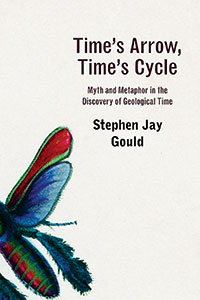 Time's Arrow,
Time's Cycle
Myth and Metaphor in the
Discovery of Geological Time
Stephen Jay
Gould